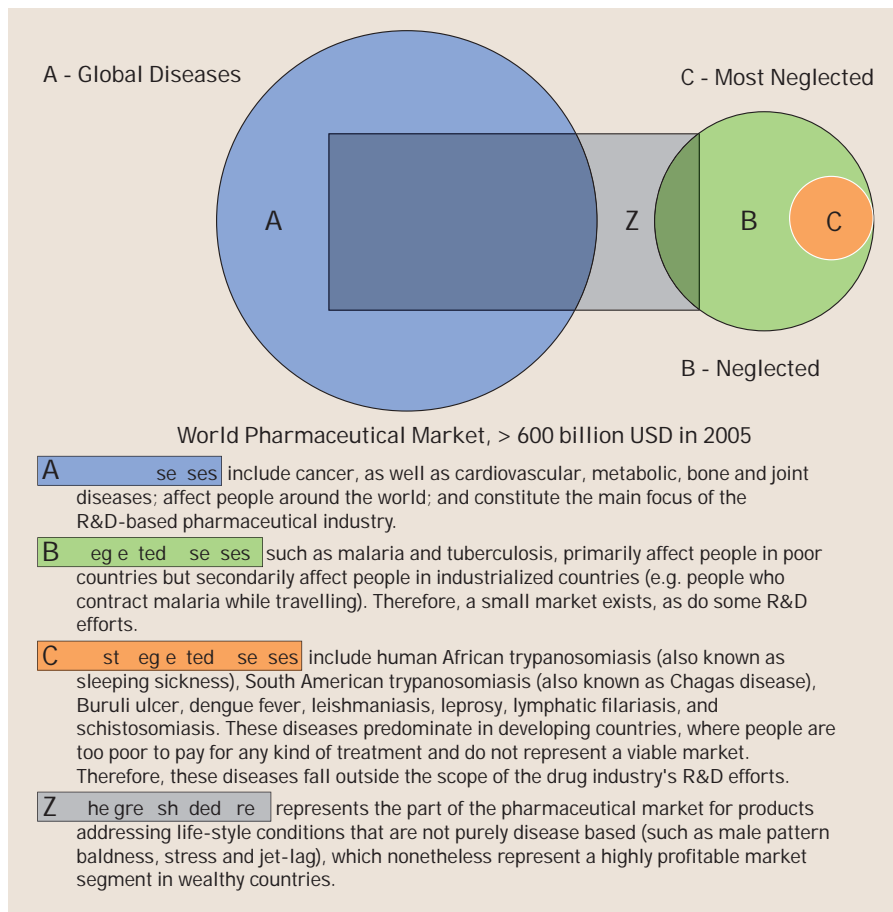 A - Global Diseases
C - Most Neglected
A
Z
B
C
B - Neglected
World Pharmaceutical Market, > 600 billion USD in 2005
A se ses include cancer, as well as cardiovascular, metabolic, bone and joint
diseases; affect people around the world; and constitute the main focus of the
R&D-based pharmaceutical industry.
B eg e ted se ses such as malaria and tuberculosis, primarily affect people in poor
countries but secondarily affect people in industrialized countries (e.g. people who
contract malaria while travelling). Therefore, a small market exists, as do some R&D
efforts.
C st eg e ted se ses include human African trypanosomiasis (also known as
sleeping sickness), South American trypanosomiasis (also known as Chagas disease),
Buruli ulcer, dengue fever, leishmaniasis, leprosy, lymphatic filariasis, and
schistosomiasis. These diseases predominate in developing countries, where people are
too poor to pay for any kind of treatment and do not represent a viable market.
Therefore, these diseases fall outside the scope of the drug industry's R&D efforts.
Z he gre sh ded re represents the part of the pharmaceutical market for products
addressing life-style conditions that are not purely disease based (such as male pattern
baldness, stress and jet-lag), which nonetheless represent a highly profitable market
segment in wealthy countries.